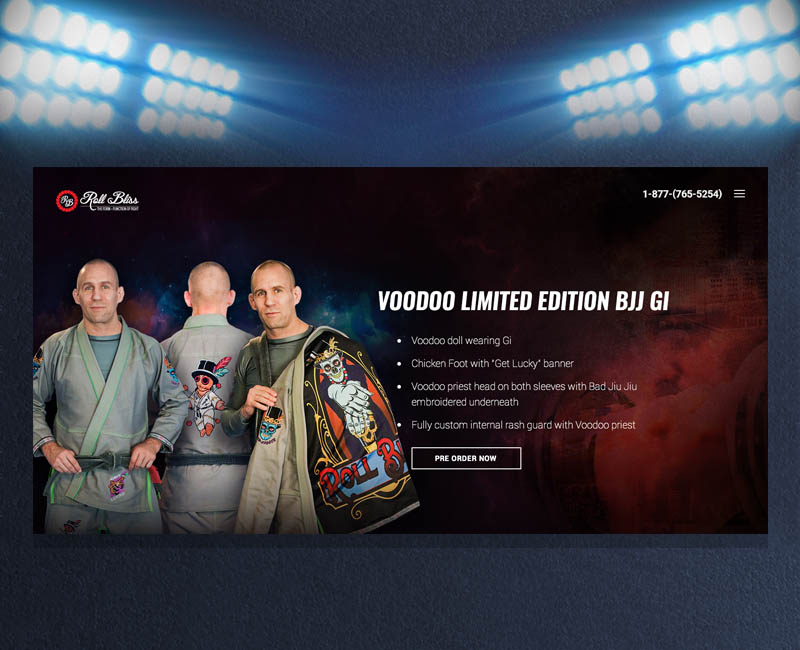 RB Roll Bliss
1-877-(765-5254)
VOODOO LIMITED EDITION BJJ GI
Voodoo doll wearing Gi
Chicken Foot with "Get Lucky" banner
Voodoo priest head on both sleeves with Bad Jiu Jiu
embroidered underneath
Fully custom internal rash guard with Voodoo priest
PRE ORDER NOW
ROLL B